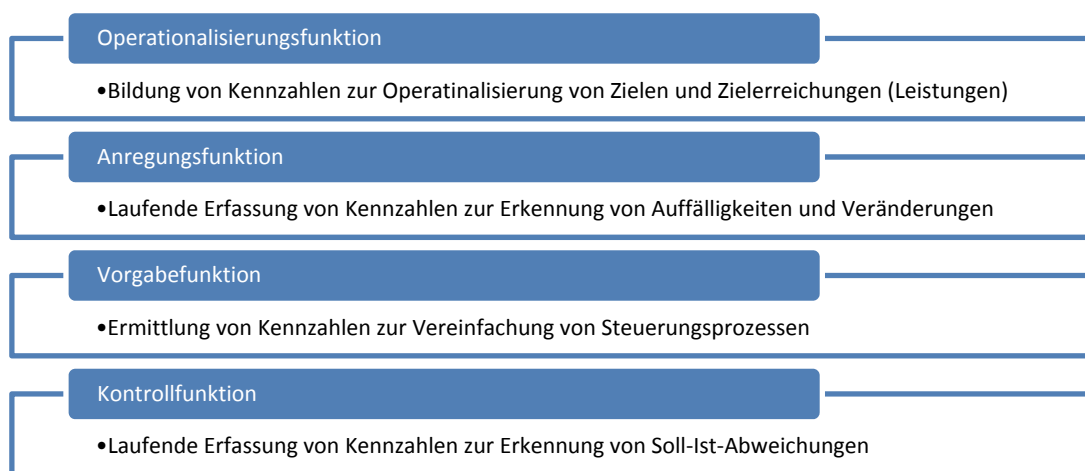 Operationalisierungsfunktion
•Bildung von Kennzahlen zur Operatinalisierung von Zielen und Zielerreichungen (Leistungen)
Anregungsfunktion
•Laufende Erfassung von Kennzahlen zur Erkennung von Auffälligkeiten und Veränderungen
Vorgabefunktion
•Ermittlung von Kennzahlen zur Vereinfachung von Steuerungsprozessen
Kontrollfunktion
•Laufende Erfassung von Kennzahlen zur Erkennung von Soll-Ist-Abweichungen